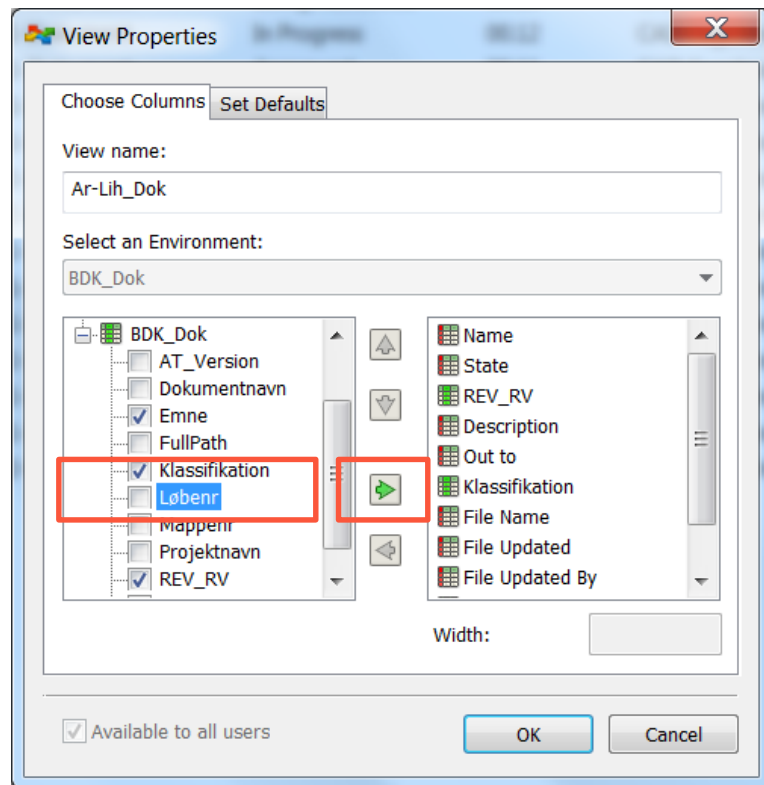 View Properties
Choose Columns
Set Defaults
View name:
Ar-Lih_Dok
Select an Environment:
BDK_Dok
BDK_Dok
AT_Version
Dokumentnavn
Emne
FullPath
Klassifikation
Løbenr
Mappenr
Projektnavn
REV_RV
Name
State
REV_RV
Description
Out to
Klassifikation
File Name
File Updated
File Updated By
Width:
Available to all users
OK
Cancel